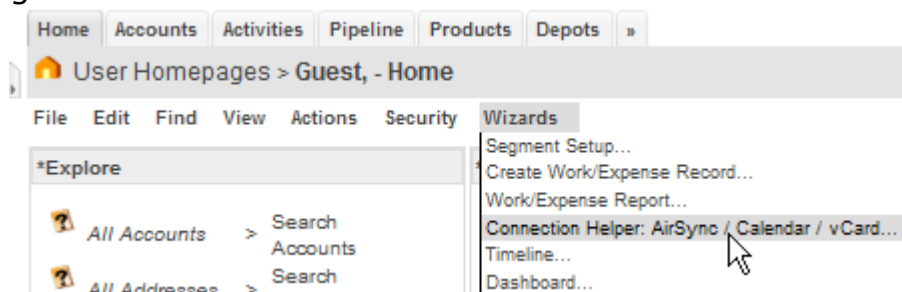 Home Accounts Activities Pipeline Products Depots »
User Homepages > Guest, - Home
File Edit Find View Actions Security Wizards
*Explore
All Accounts > Search Accounts
All Addresses > Search
Segment Setup...
Create Work/Expense Record...
Work/Expense Report...
Connection Helper: AirSync / Calendar / vCard...
Timeline...
Dashboard...